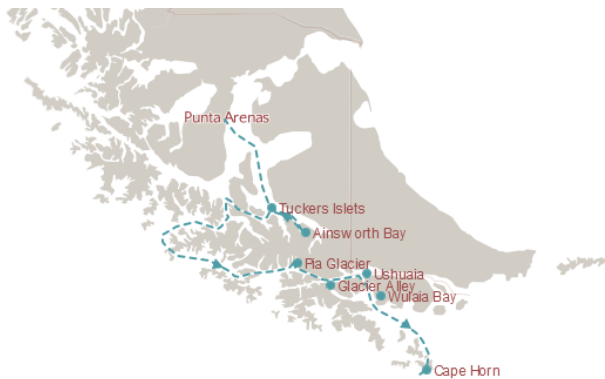 Punta Arenas
Tuckers Islets
Ainsworth Bay
Pia Glacier
Ushuaia
Glacier Alley
Wulaia Bay
Cape Horn